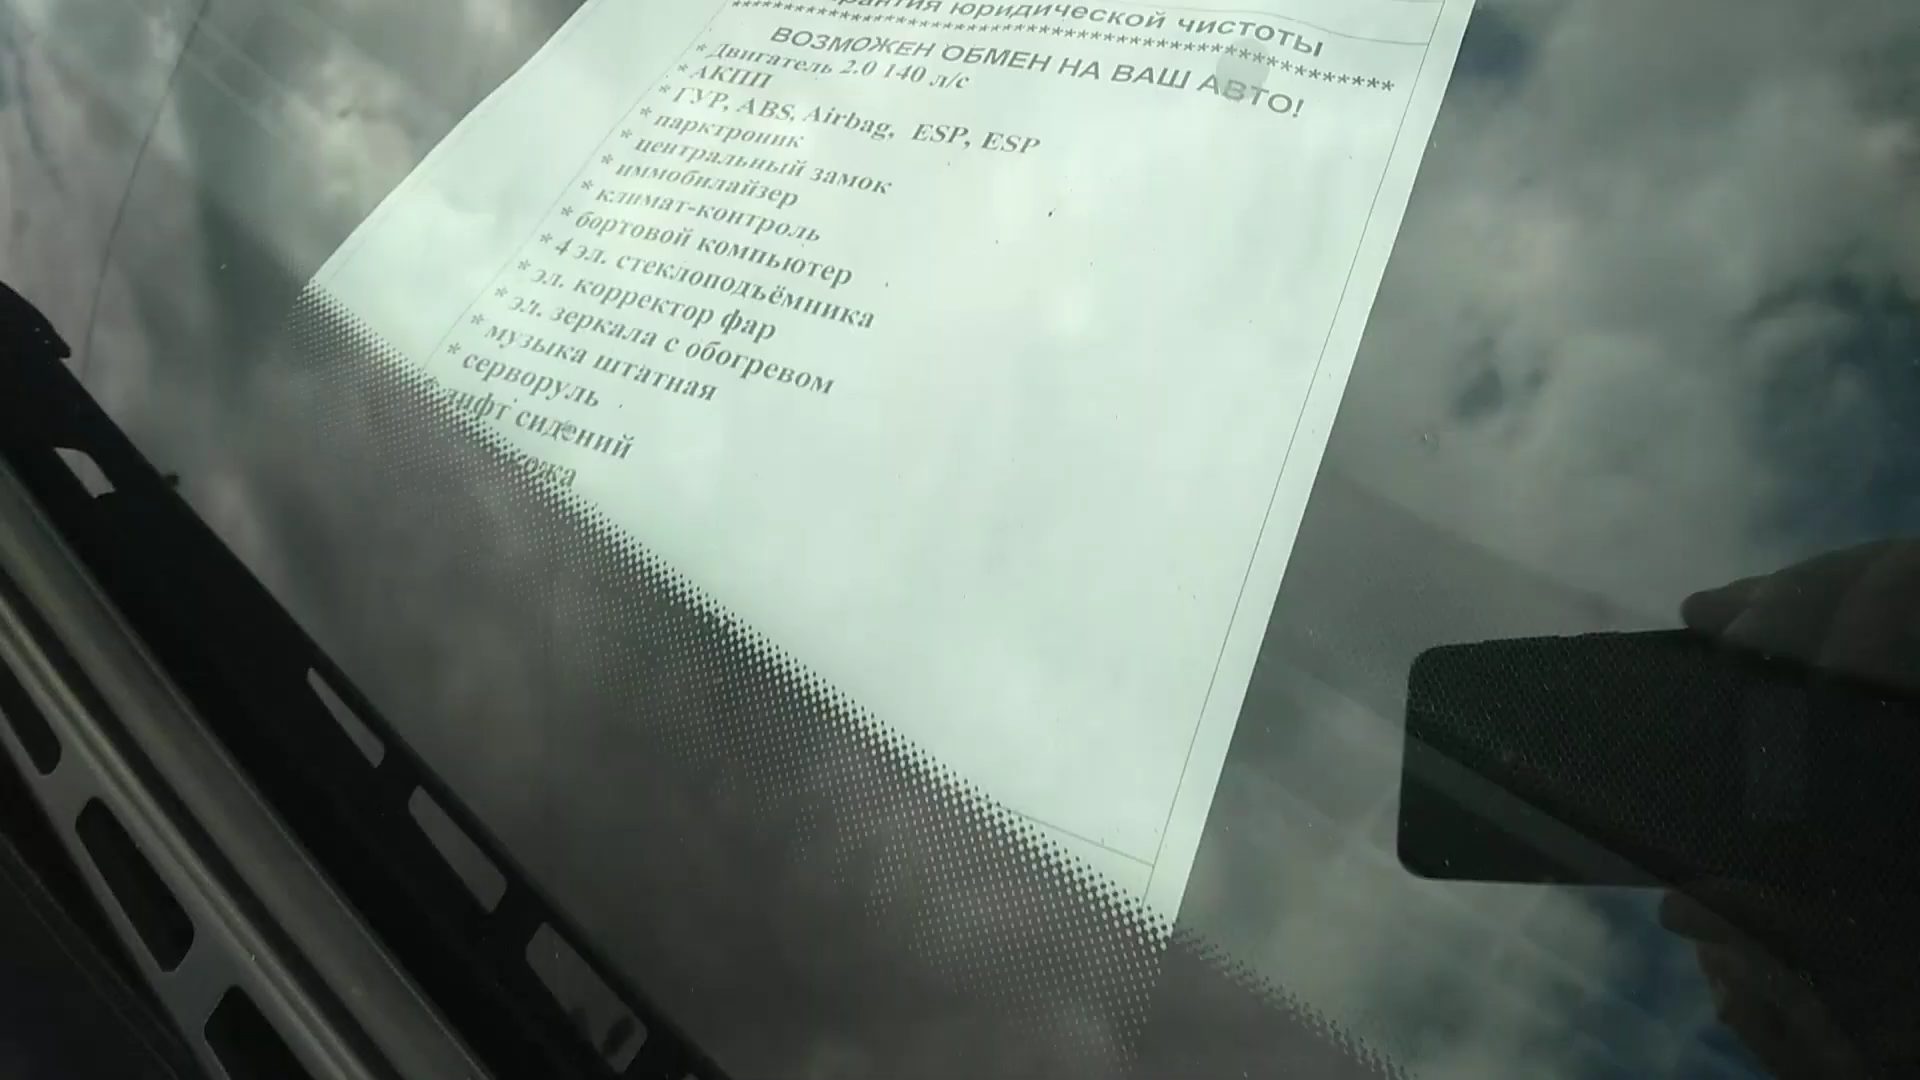 юридической чистоты
**********************************************************
ВОЗМОЖЕН ОБМЕН НА ВАШ АВТО!
* Двигатель 2.0 140 л/с
* АКПП
* ГУР, ABS, Airbag, ESP, ESP
* парктроник
* центральный замок
* иммобилайзер
* климат-контроль
* бортовой компьютер
* 4 эл. стеклоподъёмника
* эл. корректор фар
* эл. зеркала с обогревом
* музыка штатная
* серворуль
лифт сидений
кожа